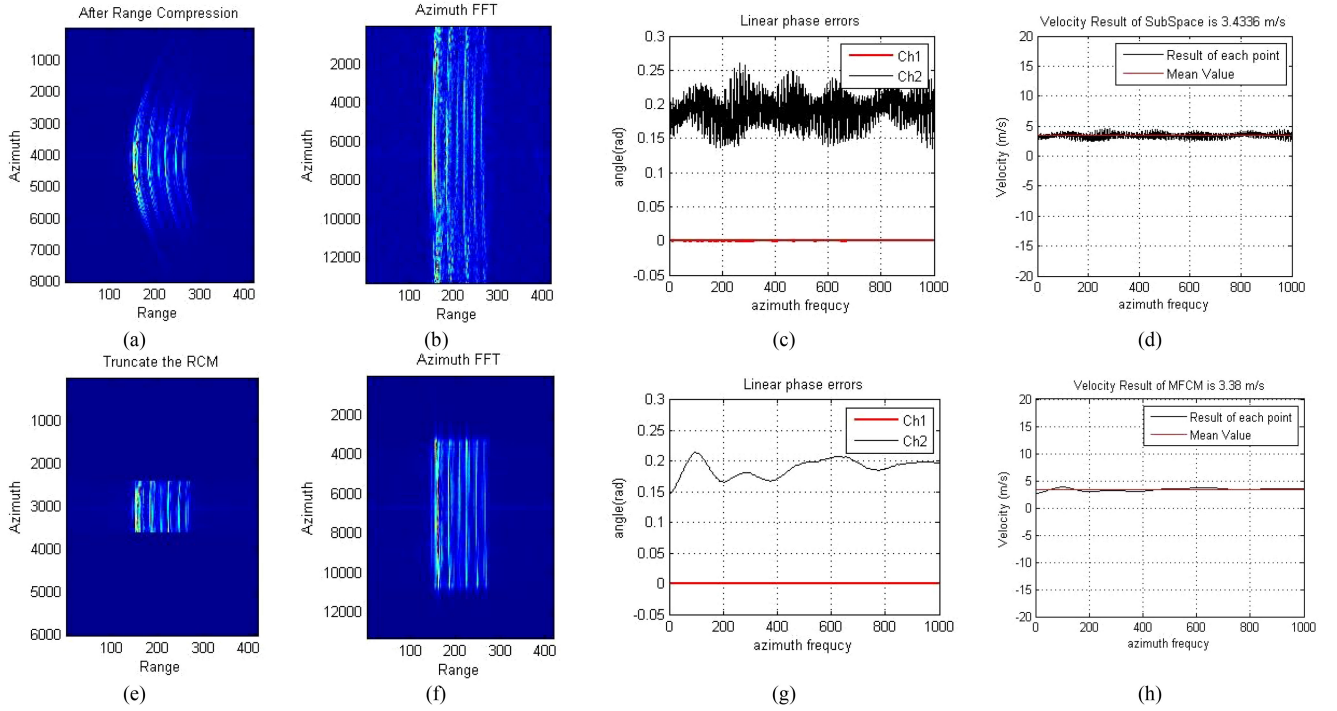 After Range Compression
Azimuth
1000
2000
3000
4000
5000
6000
7000
8000
100 200 300 400
Range
(a)
Azimuth FFT
Azimuth
2000
4000
6000
8000
10000
12000
100 200 300 400
Range
(b)
Linear phase errors
angle(rad)
0.3
0.25
0.2
0.15
0.1
0.05
0
-0.05
Ch1
Ch2
0 200 400 600 800 1000
azimuth frequcy
(c)
Velocity Result of SubSpace is 3.4336 m/s
Velocity (m/s)
20
15
10
5
0
-5
-10
-15
-20
Result of each point
Mean Value
0 200 400 600 800 1000
azimuth frequcy
(d)
Truncate the RCM
Azimuth
1000
2000
3000
4000
5000
6000
100 200 300 400
Range
(e)
Azimuth FFT
Azimuth
2000
4000
6000
8000
10000
12000
100 200 300 400
Range
(f)
Linear phase errors
angle(rad)
0.3
0.25
0.2
0.15
0.1
0.05
0
-0.05
Ch1
Ch2
0 200 400 600 800 1000
azimuth frequcy
(g)
Velocity Result of MFCM is 3.38 m/s
Velocity (m/s)
20
15
10
5
0
-5
-10
-15
-20
Result of each point
Mean Value
0 200 400 600 800 1000
azimuth frequcy
(h)